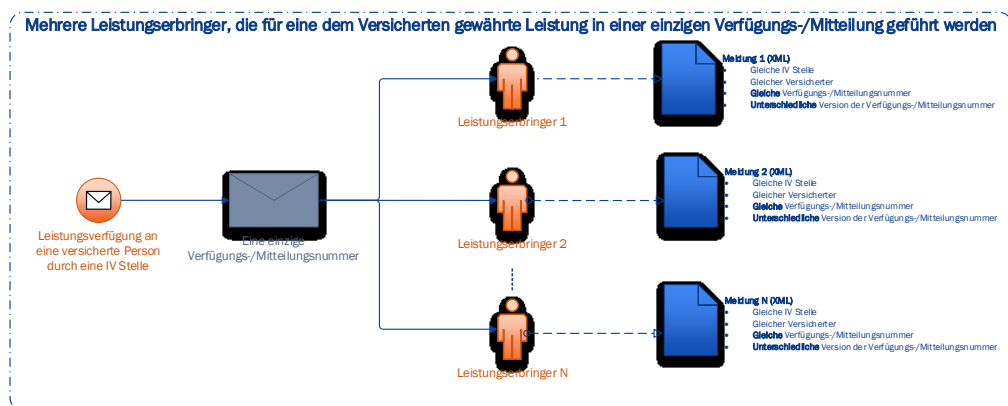 Mehrere Leistungserbringer, die für eine dem Versicherten gewährte Leistung in einer einzigen Verfügungs-/Mitteilung geführt werden
Leistungserbringer 1
Meldung 1 (XML)
Gleiche IV Stelle
Gleicher Versicherter
Gleiche Verfügungs-/Mitteilungsnummer
Unterschiedliche Version der Verfügungs-/Mitteilungsnummer
Leistungsverfügung an
eine versicherte Person
durch eine IV Stelle
Eine einzige
Verfügungs-/Mitteilungsnummer
Leistungserbringer 2
Meldung 2 (XML)
Gleiche IV Stelle
Gleicher Versicherter
Gleiche Verfügungs-/Mitteilungsnummer
Unterschiedliche Version der Verfügungs-/Mitteilungsnummer
Leistungserbringer N
Meldung N (XML)
Gleiche IV Stelle
Gleicher Versicherter
Gleiche Verfügungs-/Mitteilungsnummer
Unterschiedliche Version der Verfügungs-/Mitteilungsnummer